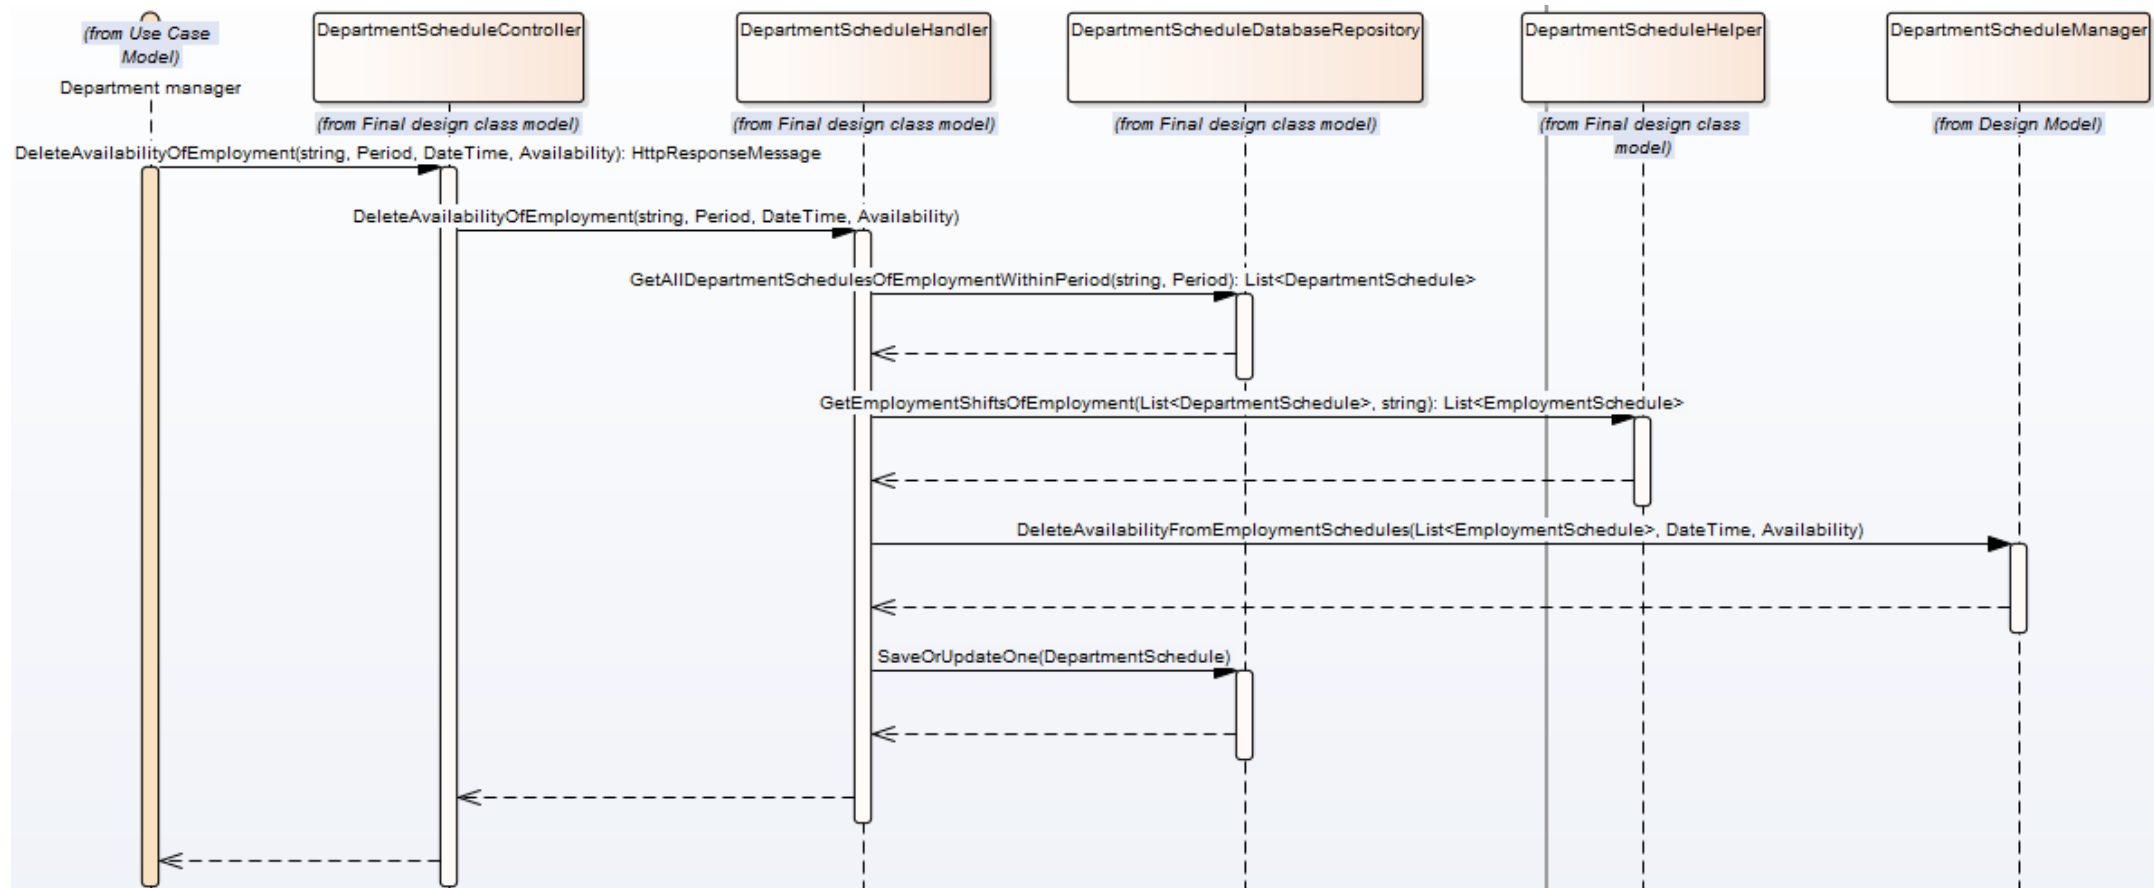 (from Use Case
Model)
Department manager
DepartmentScheduleController
(from Final design class model)
DepartmentScheduleHandler
(from Final design class model)
DepartmentScheduleDatabaseRepository
(from Final design class model)
DepartmentScheduleHelper
(from Final design class
model)
DepartmentScheduleManager
(from Design Model)
DeleteAvailabilityOfEmployment(string, Period, DateTime, Availability): HttpResponseMessage
DeleteAvailabilityOfEmployment(string, Period, DateTime, Availability)
GetAllDepartmentSchedulesOfEmploymentWithinPeriod(string, Period): List<DepartmentSchedule>
GetEmploymentShiftsOfEmployment(List<DepartmentSchedule>, string): List<EmploymentSchedule>
DeleteAvailabilityFromEmploymentSchedules(List<EmploymentSchedule>, DateTime, Availability)
SaveOrUpdateOne(DepartmentSchedule)